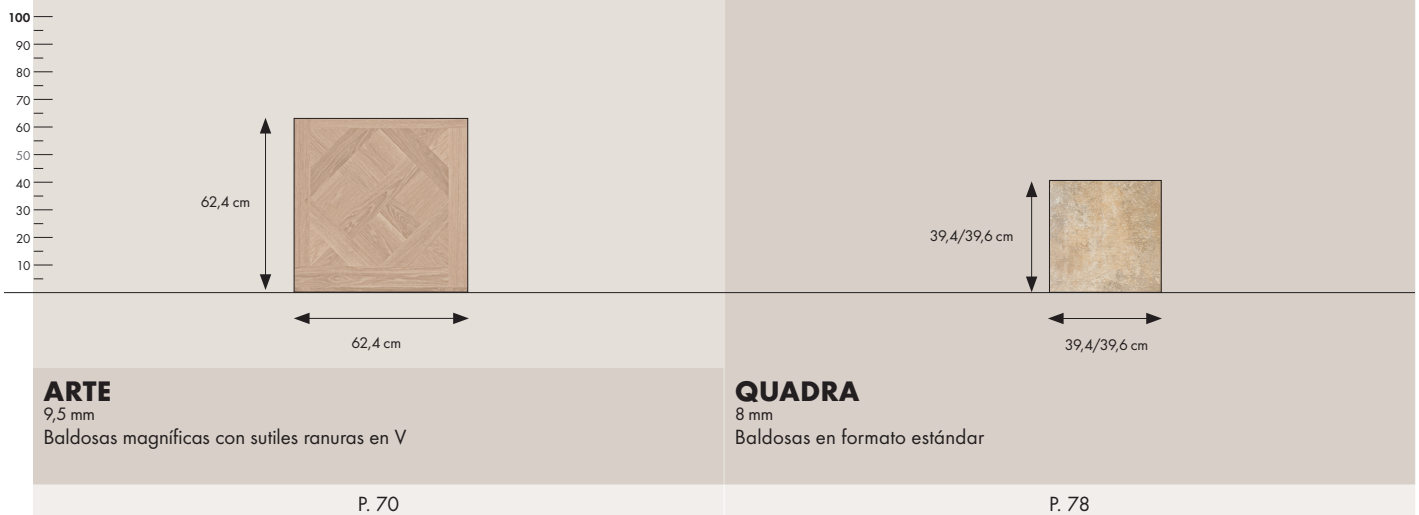 100
90
80
70
60
50
40
30
20
10
62,4 cm
62,4 cm
39,4/39,6 cm
39,4/39,6 cm
ARTE
9,5 mm
Baldosas magníficas con sutiles ranuras en V
P. 70
QUADRA
8 mm
Baldosas en formato estándar
P. 78